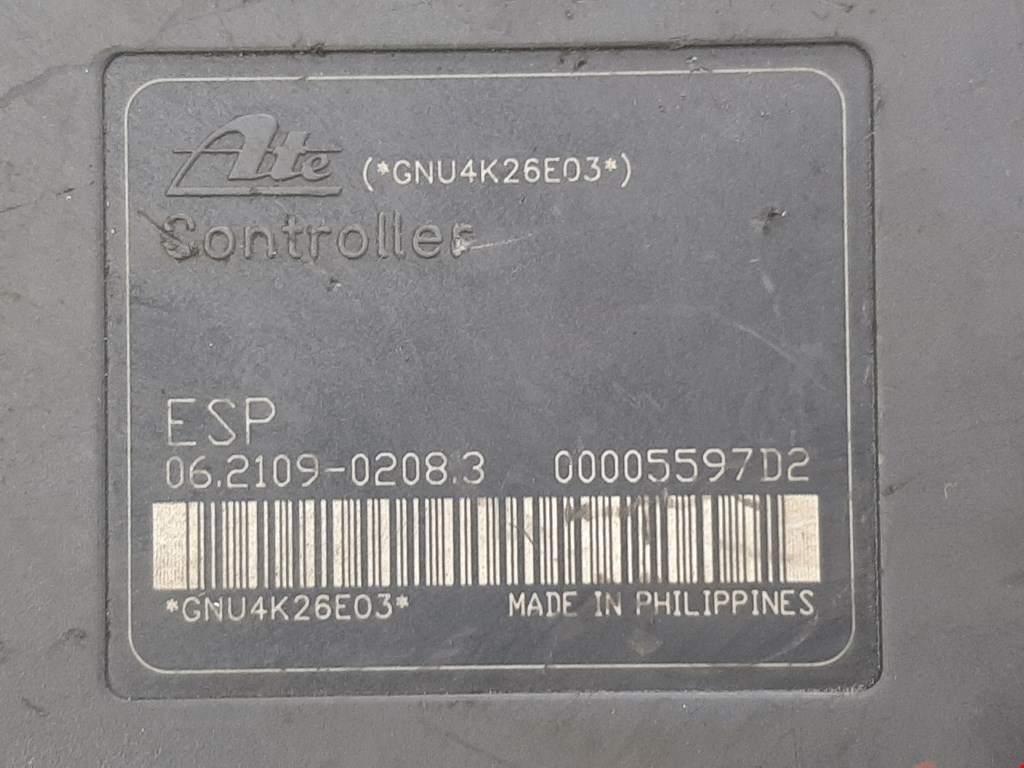 Ate (*GNU4K26E03*)
Controller
ESP
06.2109-0208.3 00005597D2
*GNU4K26E03* MADE IN PHILIPPINES